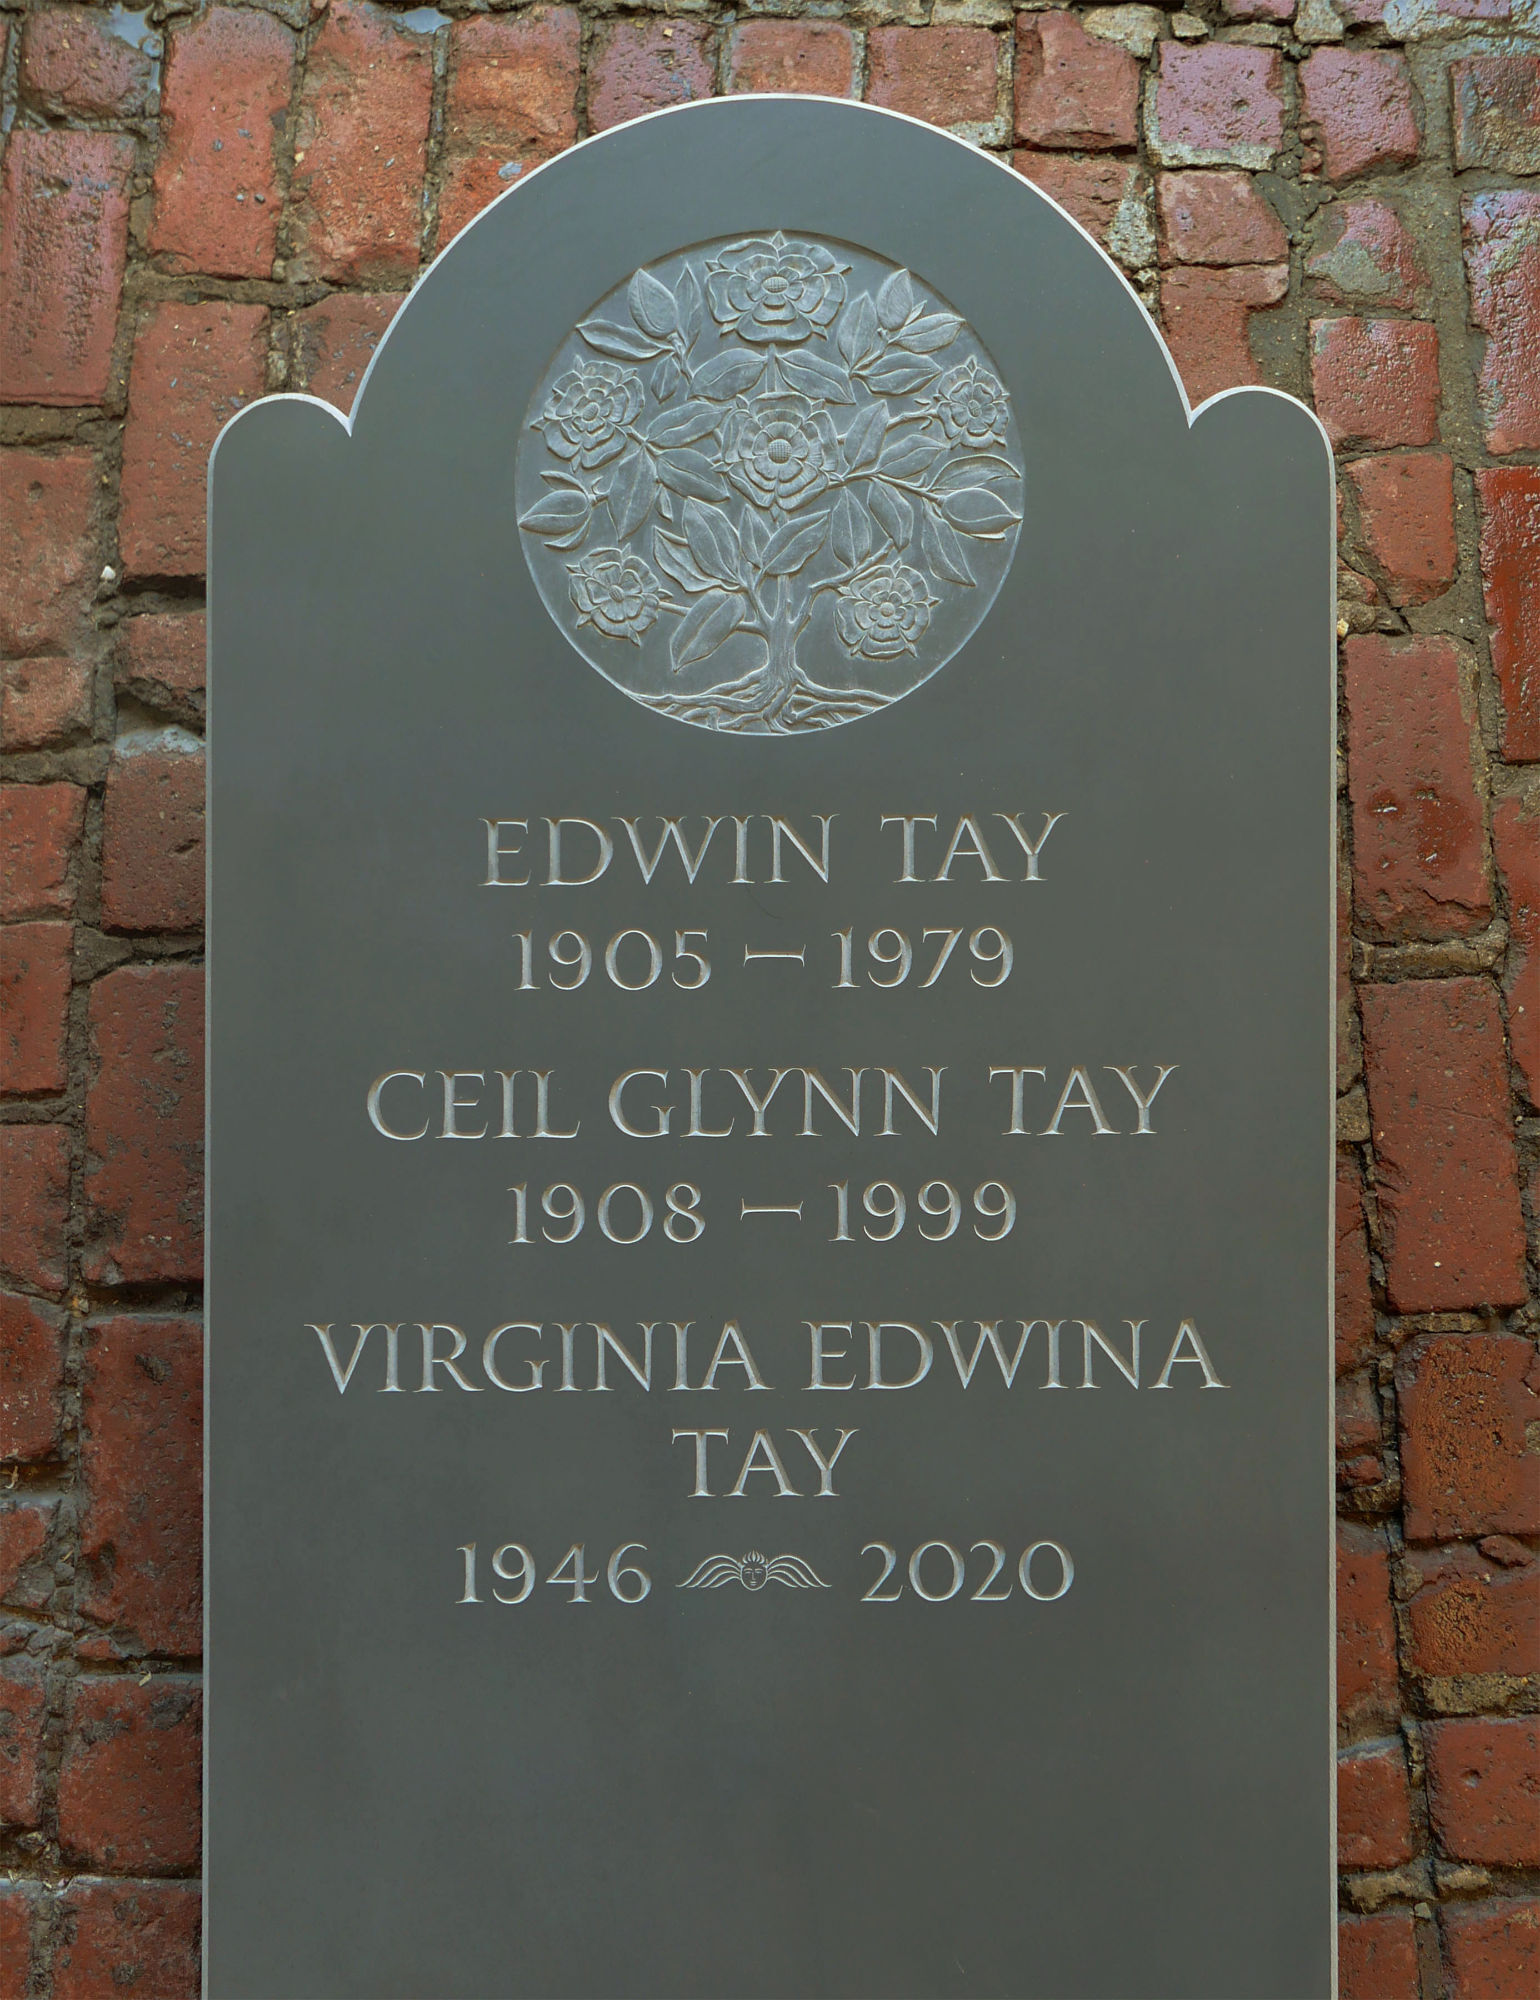 EDWIN TAY
1905 – 1979
CEIL GLYNN TAY
1908 – 1999
VIRGINIA EDWINA
TAY
1946 2020